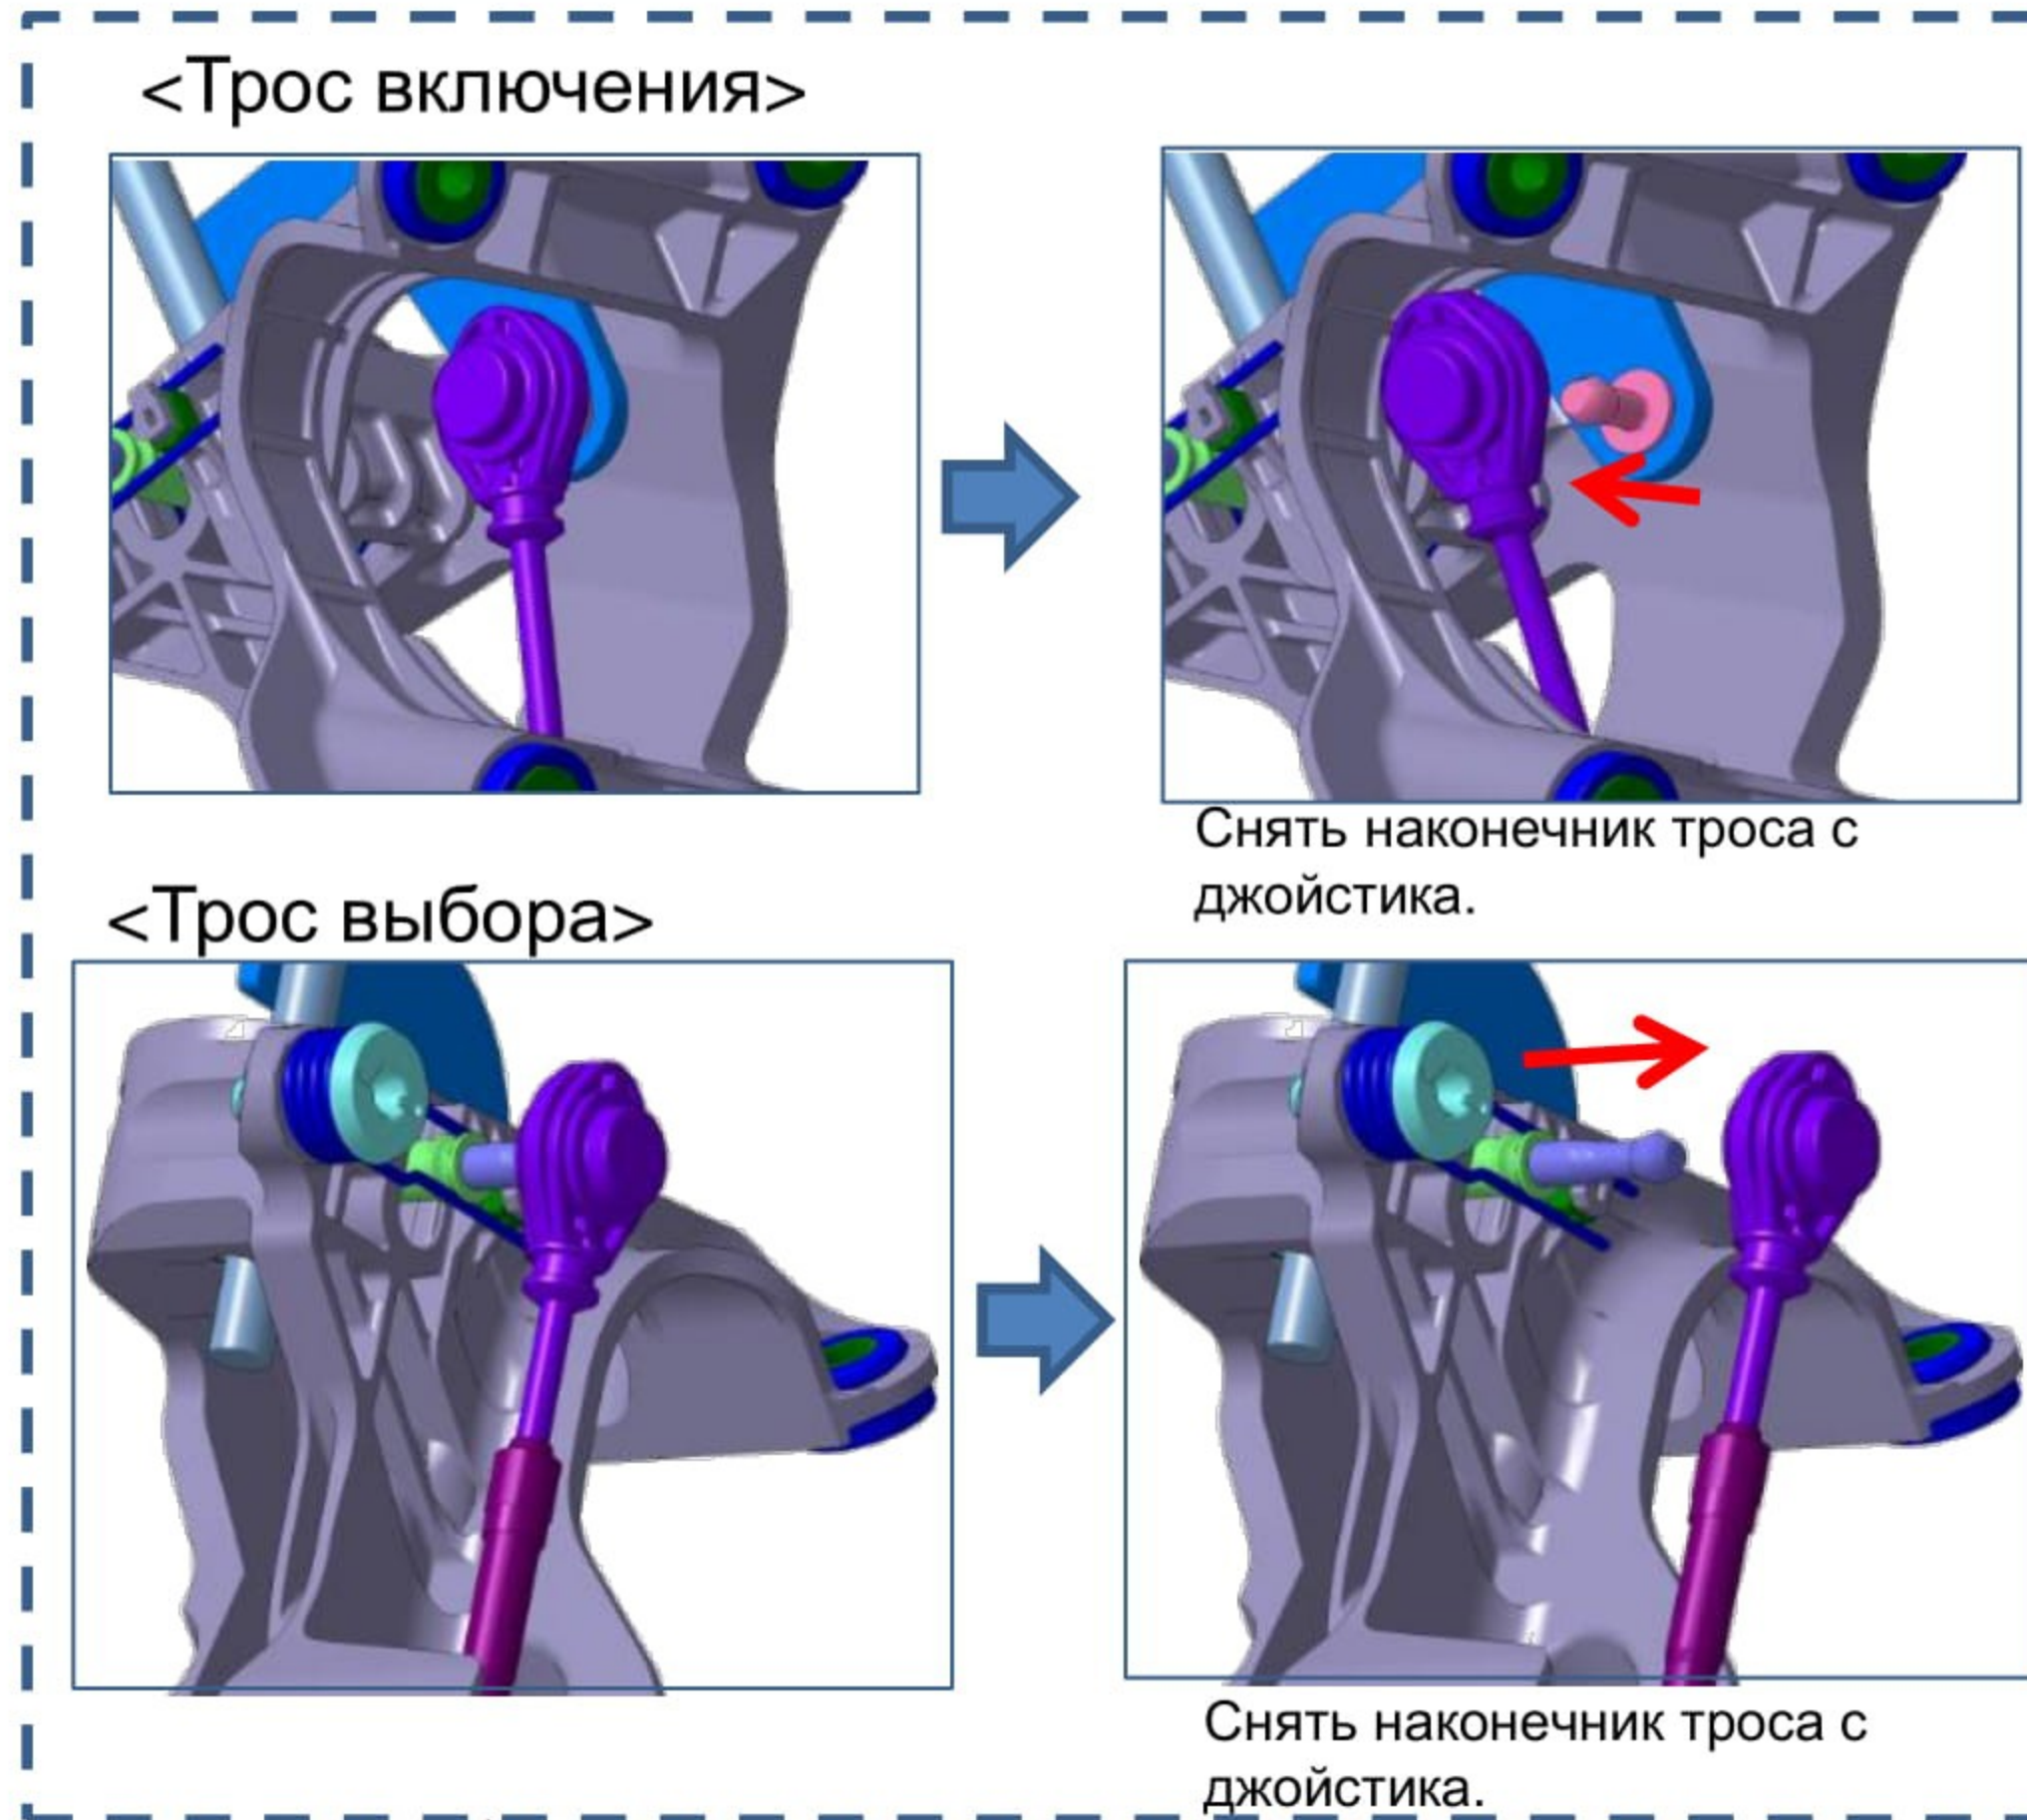 <Трос включения>
Снять наконечник троса с
джойстика.
<Трос выбора>
Снять наконечник троса с
джойстика.